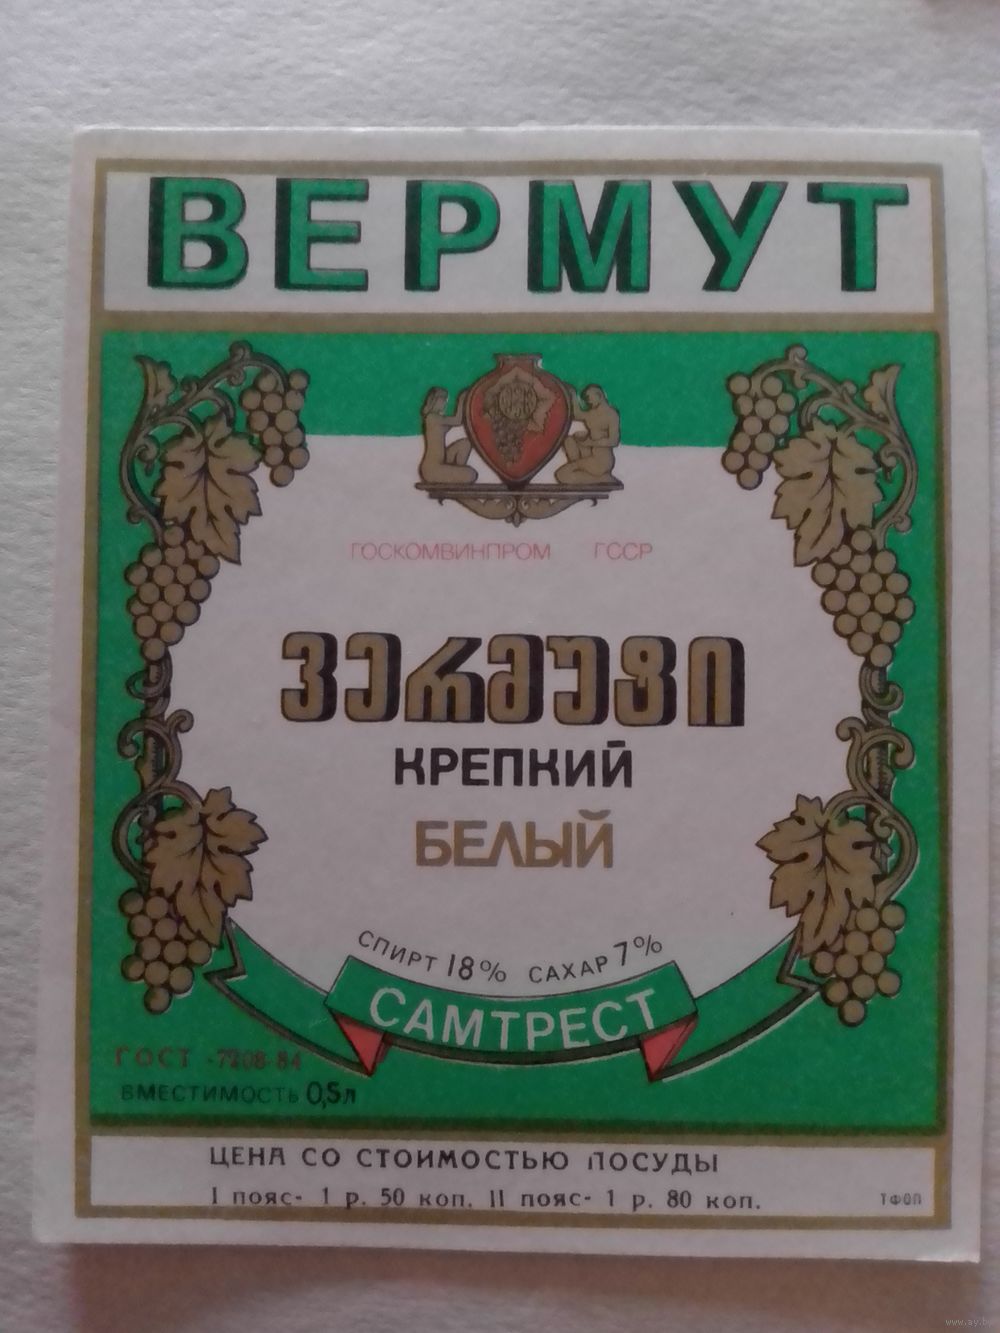 ВЕРМУТ
ГОСКОМВИНПРОМ ГССР
ვერმუტი
КРЕПКИЙ
БЕЛЫЙ
СПИРТ 18% САХАР 7%
САМТРЕСТ
ГОСТ -7208-84
ВМЕСТИМОСТЬ 0,5л
ЦЕНА СО СТОИМОСТЬЮ ПОСУДЫ
I пояс- 1 р. 50 коп. II пояс- 1 р. 80 коп.
ТФОП